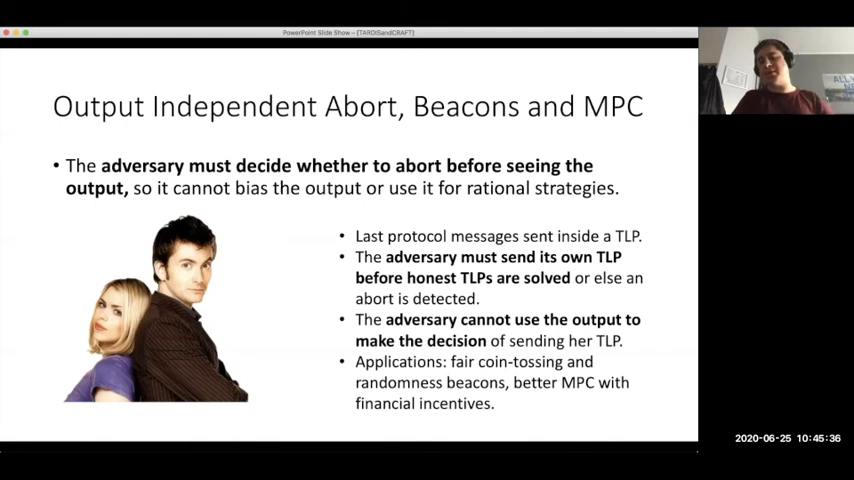 PowerPoint Slide Show – [TARDISandCRAFT]
Output Independent Abort, Beacons and MPC
• The adversary must decide whether to abort before seeing the
output, so it cannot bias the output or use it for rational strategies.
• Last protocol messages sent inside a TLP.
• The adversary must send its own TLP
before honest TLPs are solved or else an
abort is detected.
• The adversary cannot use the output to
make the decision of sending her TLP.
• Applications: fair coin-tossing and
randomness beacons, better MPC with
financial incentives.
2020-06-25 10:45:36